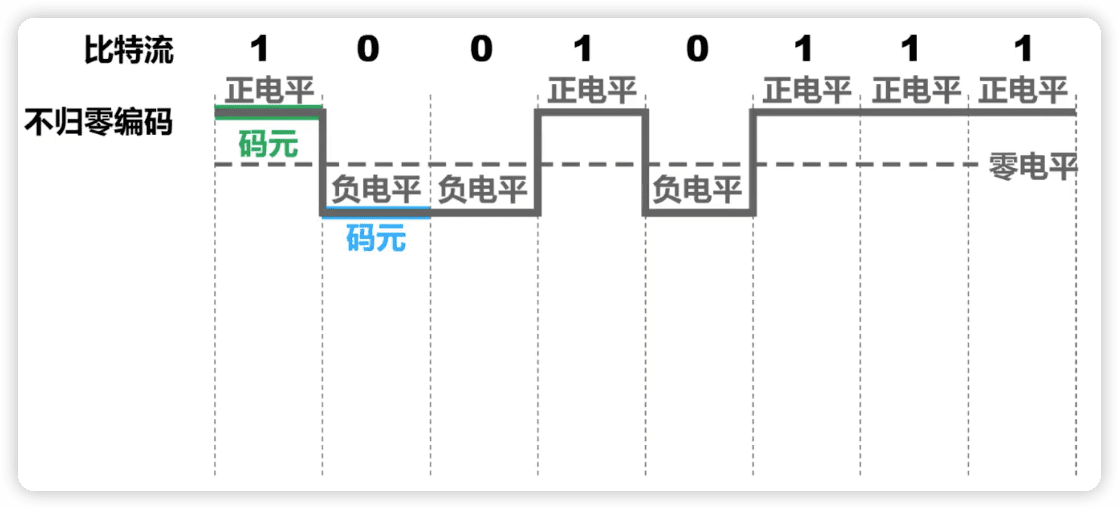 比特流 1 0 0 1 0 1 1 1
正电平 正电平 正电平 正电平 正电平
不归零编码
码元
零电平
负电平 负电平 负电平
码元